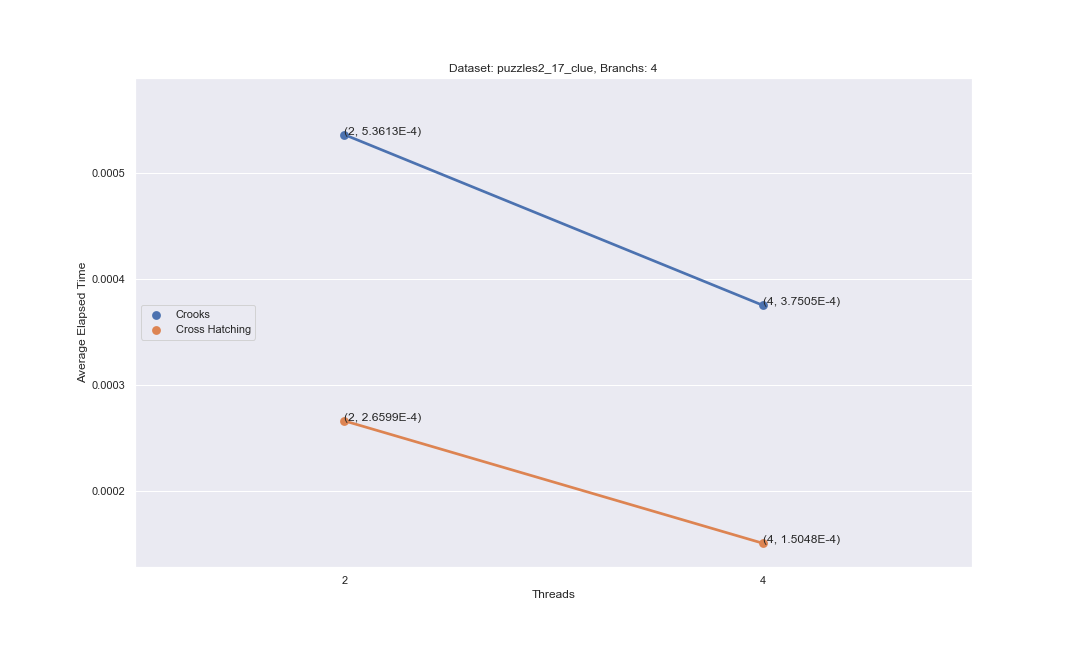 Dataset: puzzles2_17_clue, Branchs: 4
(2, 5.3613E-4)
0.0005
0.0004
(4, 3.7505E-4)
Crooks
Cross Hatching
Average Elapsed Time
0.0003
(2, 2.6599E-4)
0.0002
(4, 1.5048E-4)
2 4
Threads